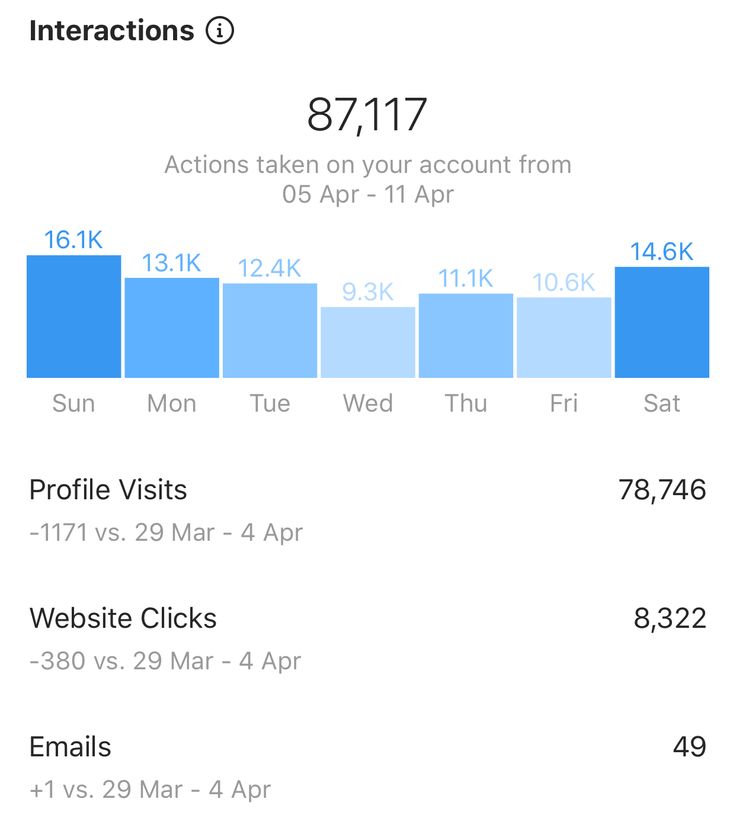 Interactions
87,117
Actions taken on your account from
05 Apr - 11 Apr
16.1K 13.1K 12.4K 9.3K 11.1K 10.6K 14.6K
Sun Mon Tue Wed Thu Fri Sat
Profile Visits 78,746
-1171 vs. 29 Mar - 4 Apr
Website Clicks 8,322
-380 vs. 29 Mar - 4 Apr
Emails 49
+1 vs. 29 Mar - 4 Apr